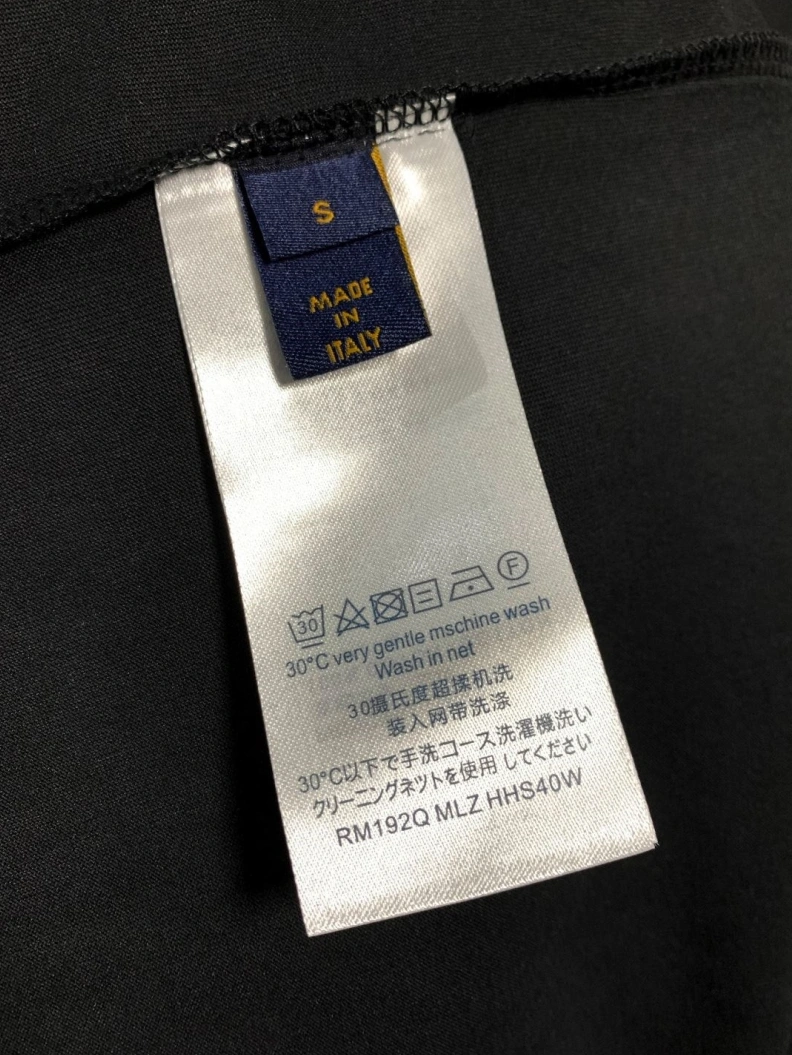 S
MADE
IN
ITALY
30 F
30°C very gentle mschine wash
Wash in net
30摄氏度超揉机洗
装入网带洗涤
30°C以下で手洗コース洗濯機洗い
クリーニングネットを使用してください
RM192Q MLZ HHS40W